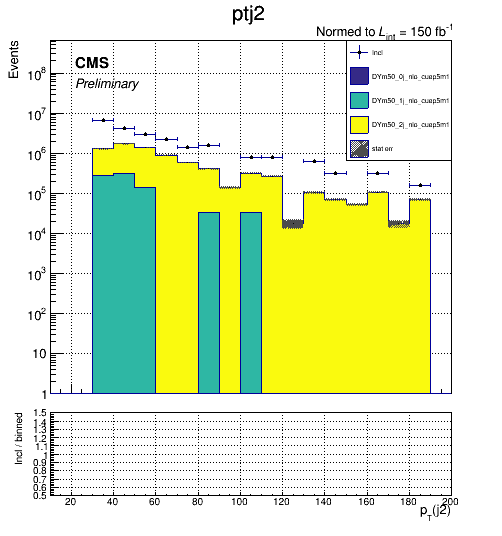 ptj2
Normed to L_int = 150 fb^-1
Events
CMS
Preliminary
Incl
DYm50_0j_nlo_cuep5m1
DYm50_1j_nlo_cuep5m1
DYm50_2j_nlo_cuep5m1
stat err
10^8
10^7
10^6
10^5
10^4
10^3
10^2
10
1
Incl / binned
1.5
1.4
1.3
1.2
1.1
1
0.9
0.8
0.7
0.6
0.5
20 40 60 80 100 120 140 160 180 200
p_T(j2)